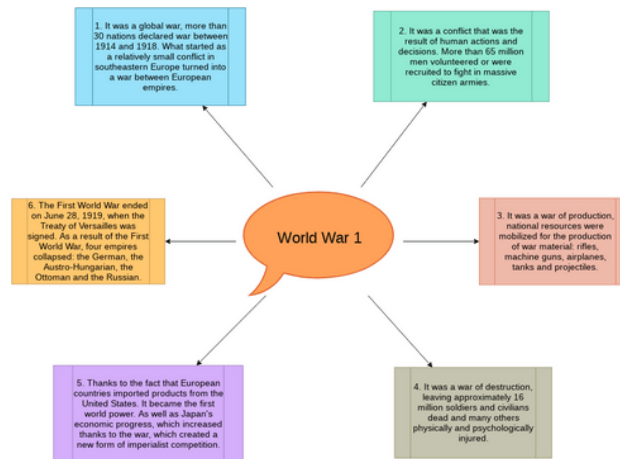 1. It was a global war, more than
30 nations declared war between
1914 and 1918. What started as
a relatively small conflict in
southeastern Europe turned into
a war between European
empires.
2. It was a conflict that was the
result of human actions and
decisions. More than 65 million
men volunteered or were
recruited to fight in massive
citizen armies.
6. The First World War ended
on June 28, 1919, when the
Treaty of Versailles was
signed. As a result of the First
World War, four empires
collapsed: the German, the
Austro-Hungarian, the
Ottoman and the Russian.
World War 1
3. It was a war of production,
national resources were
mobilized for the production
of war material: rifles,
machine guns, airplanes,
tanks and projectiles.
5. Thanks to the fact that European
countries imported products from the
United States. It became the first
world power. As well as Japan's
economic progress, which increased
thanks to the war, which created a
new form of imperialist competition.
4. It was a war of destruction,
leaving approximately 16
million soldiers and civilians
dead and many others
physically and psychologically
injured.